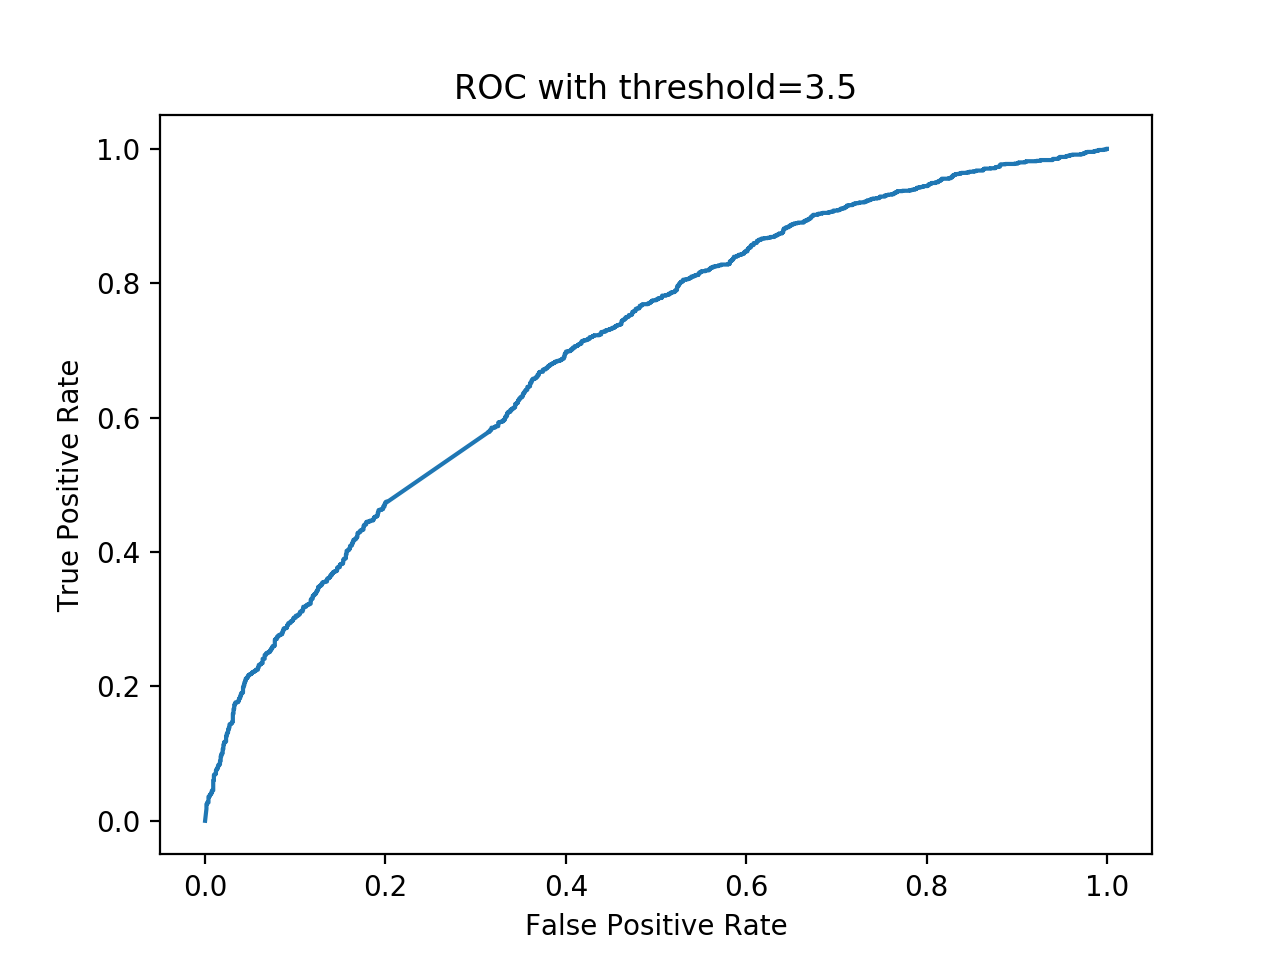 ROC with threshold=3.5
1.0
0.8
0.6
0.4
0.2
0.0
True Positive Rate
0.0 0.2 0.4 0.6 0.8 1.0
False Positive Rate